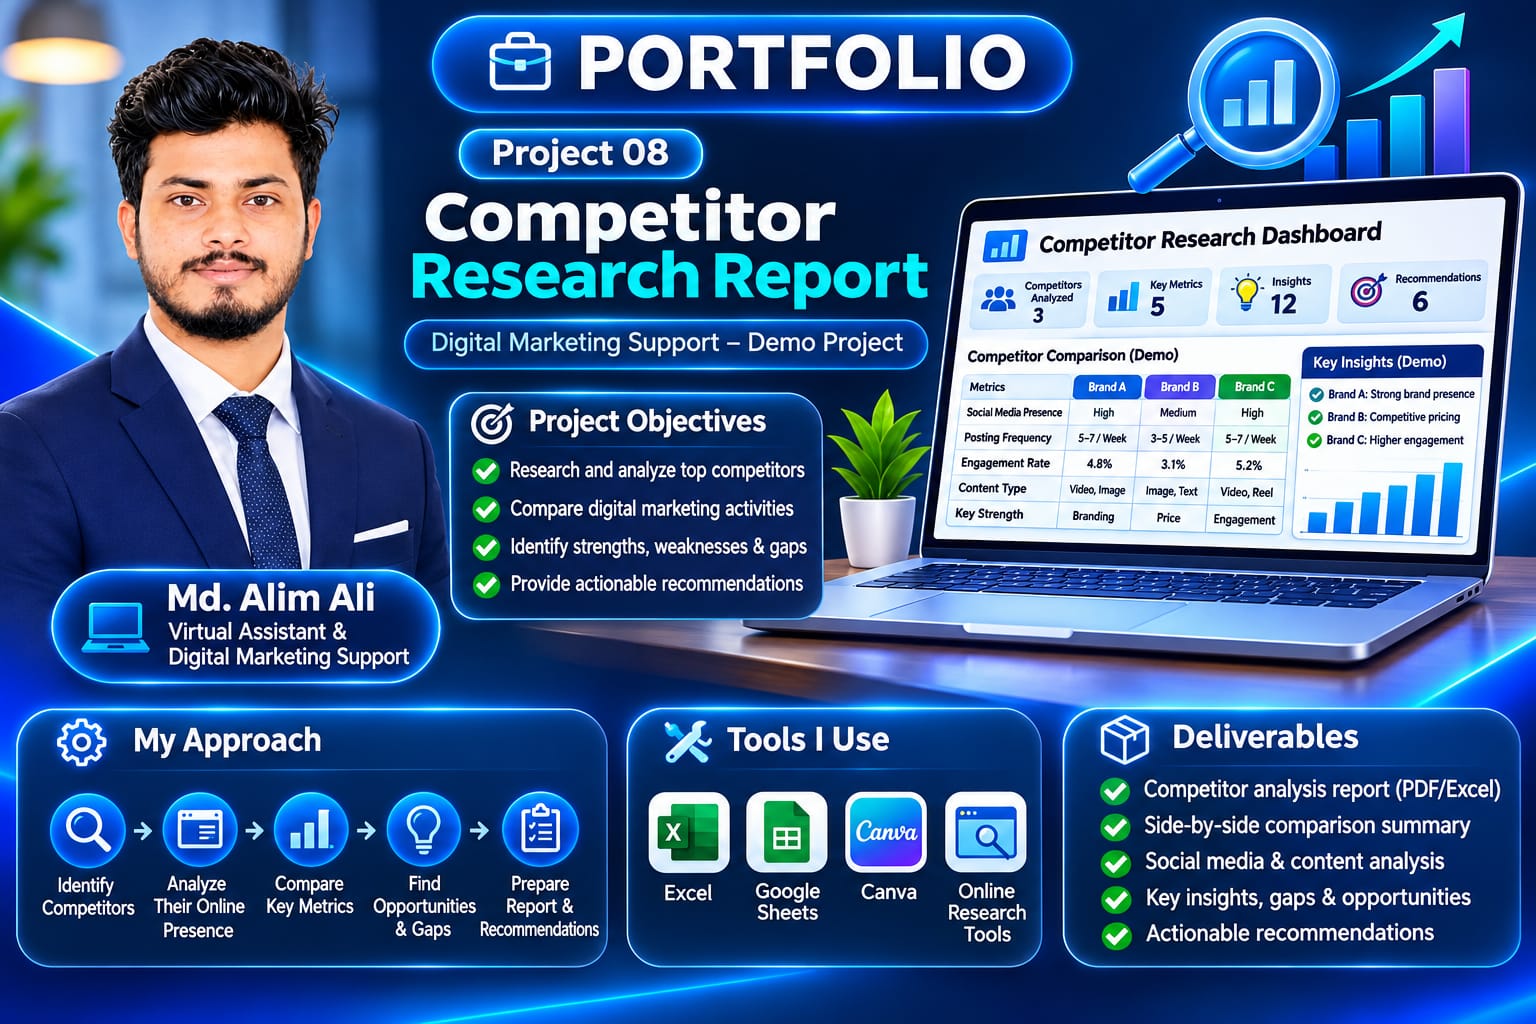 PORTFOLIO
Project 08
Competitor
Research Report
Digital Marketing Support – Demo Project
Project Objectives
Research and analyze top competitors
Compare digital marketing activities
Identify strengths, weaknesses & gaps
Provide actionable recommendations
Md. Alim Ali
Virtual Assistant &
Digital Marketing Support
Competitor Research Dashboard
Competitors
Analyzed
3
Key Metrics
5
Insights
12
Recommendations
6
Competitor Comparison (Demo)
Metrics Brand A Brand B Brand C
Social Media Presence High Medium High
Posting Frequency 5–7 / Week 3–5 / Week 5–7 / Week
Engagement Rate 4.8% 3.1% 5.2%
Content Type Video, Image Image, Text Video, Reel
Key Strength Branding Price Engagement
Key Insights (Demo)
Brand A: Strong brand presence
Brand B: Competitive pricing
Brand C: Higher engagement
My Approach
Identify
Competitors
Analyze
Their Online
Presence
Compare
Key Metrics
Find
Opportunities
& Gaps
Prepare
Report &
Recommendations
Tools I Use
X
Excel
Google
Sheets
Canva
Canva
Online
Research
Tools
Deliverables
Competitor analysis report (PDF/Excel)
Side-by-side comparison summary
Social media & content analysis
Key insights, gaps & opportunities
Actionable recommendations